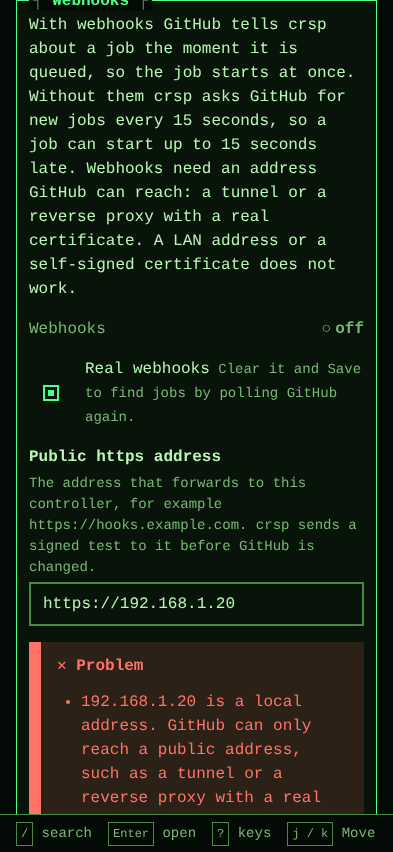 Webhooks
With webhooks GitHub tells crsp
about a job the moment it is
queued, so the job starts at once.
Without them crsp asks GitHub for
new jobs every 15 seconds, so a
job can start up to 15 seconds
late. Webhooks need an address
GitHub can reach: a tunnel or a
reverse proxy with a real
certificate. A LAN address or a
self-signed certificate does not
work.
Webhooks ○ off
Real webhooks Clear it and Save
to find jobs by polling GitHub
again.
Public https address
The address that forwards to this
controller, for example
https://hooks.example.com. crsp sends a
signed test to it before GitHub is
changed.
https://192.168.1.20
✕ Problem
• 192.168.1.20 is a local
address. GitHub can only
reach a public address,
such as a tunnel or a
reverse proxy with a real
/ search Enter open ? keys j / k Move